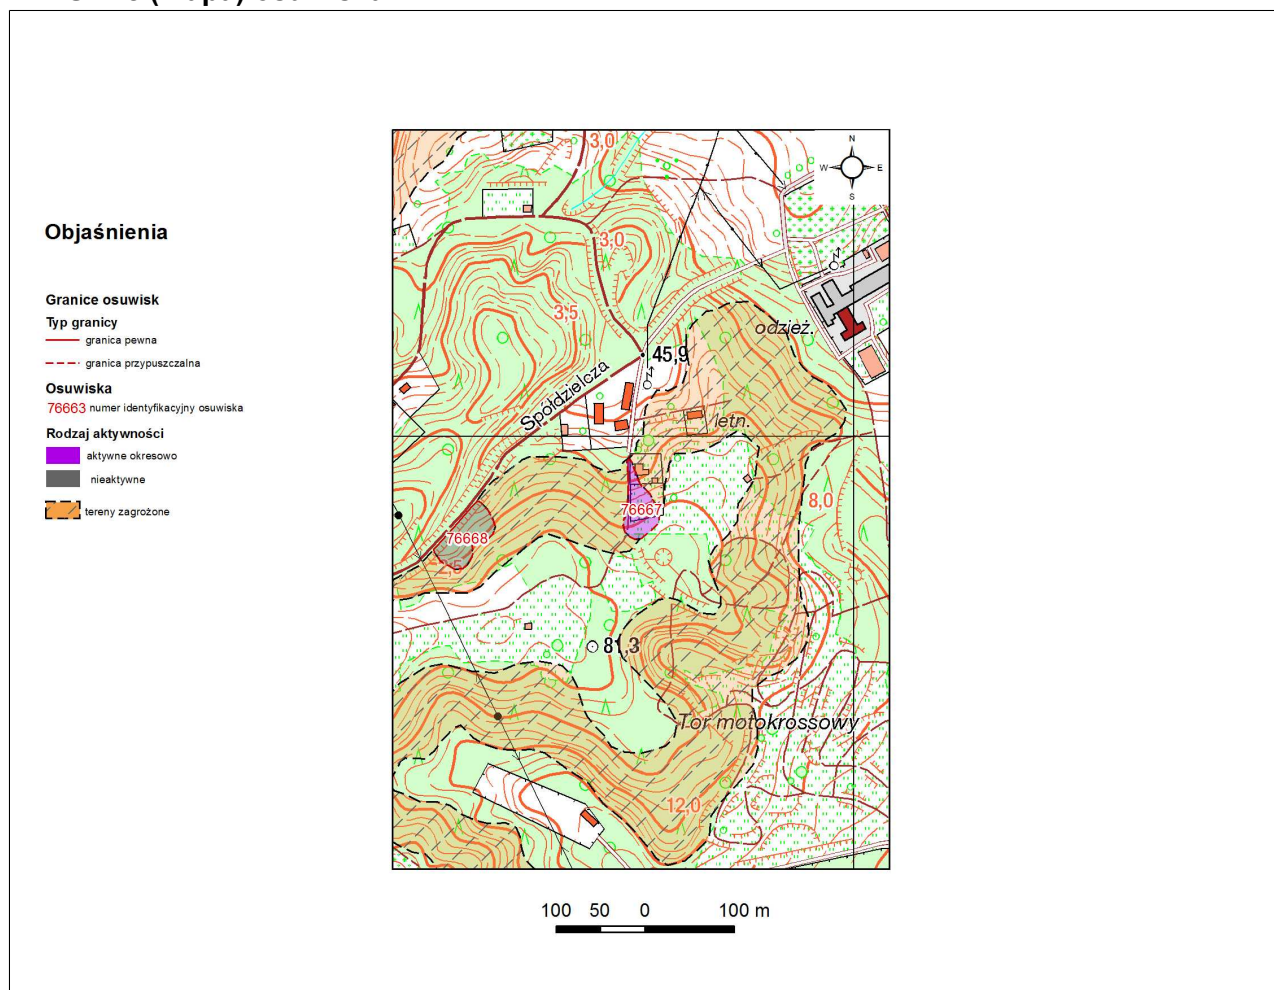 Objaśnienia
Granice osuwisk
Typ granicy
granica pewna
granica przypuszczalna
Osuwiska
76663 numer identyfikacyjny osuwiska
Rodzaj aktywności
aktywne okresowo
nieaktywne
tereny zagrożone
N
W E
S
3,0
3,0
3,5
odzież.
45,9
Spółdzielcza
letn.
8,0
76667
76668
2,5
81,3
Tor motokrossowy
12,0
100 50 0 100 m